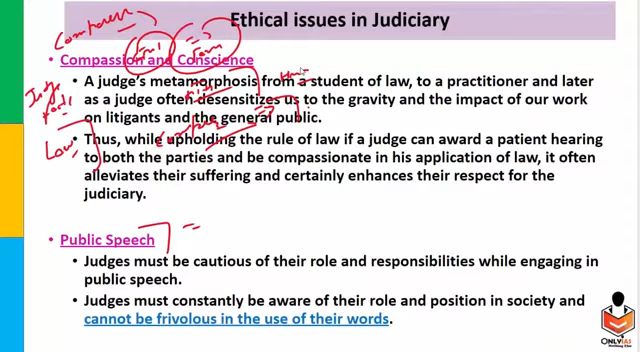 Ethical issues in Judiciary
Compassion and Conscience
A judge's metamorphosis from a student of law, to a practitioner and later
as a judge often desensitizes us to the gravity and the impact of our work
on litigants and the general public.
Thus, while upholding the rule of law if a judge can award a patient hearing
to both the parties and be compassionate in his application of law, it often
alleviates their suffering and certainly enhances their respect for the
judiciary.
Public Speech
Judges must be cautious of their role and responsibilities while engaging in
public speech.
Judges must constantly be aware of their role and position in society and
cannot be frivolous in the use of their words.
Judge
Law
ONLYIAS